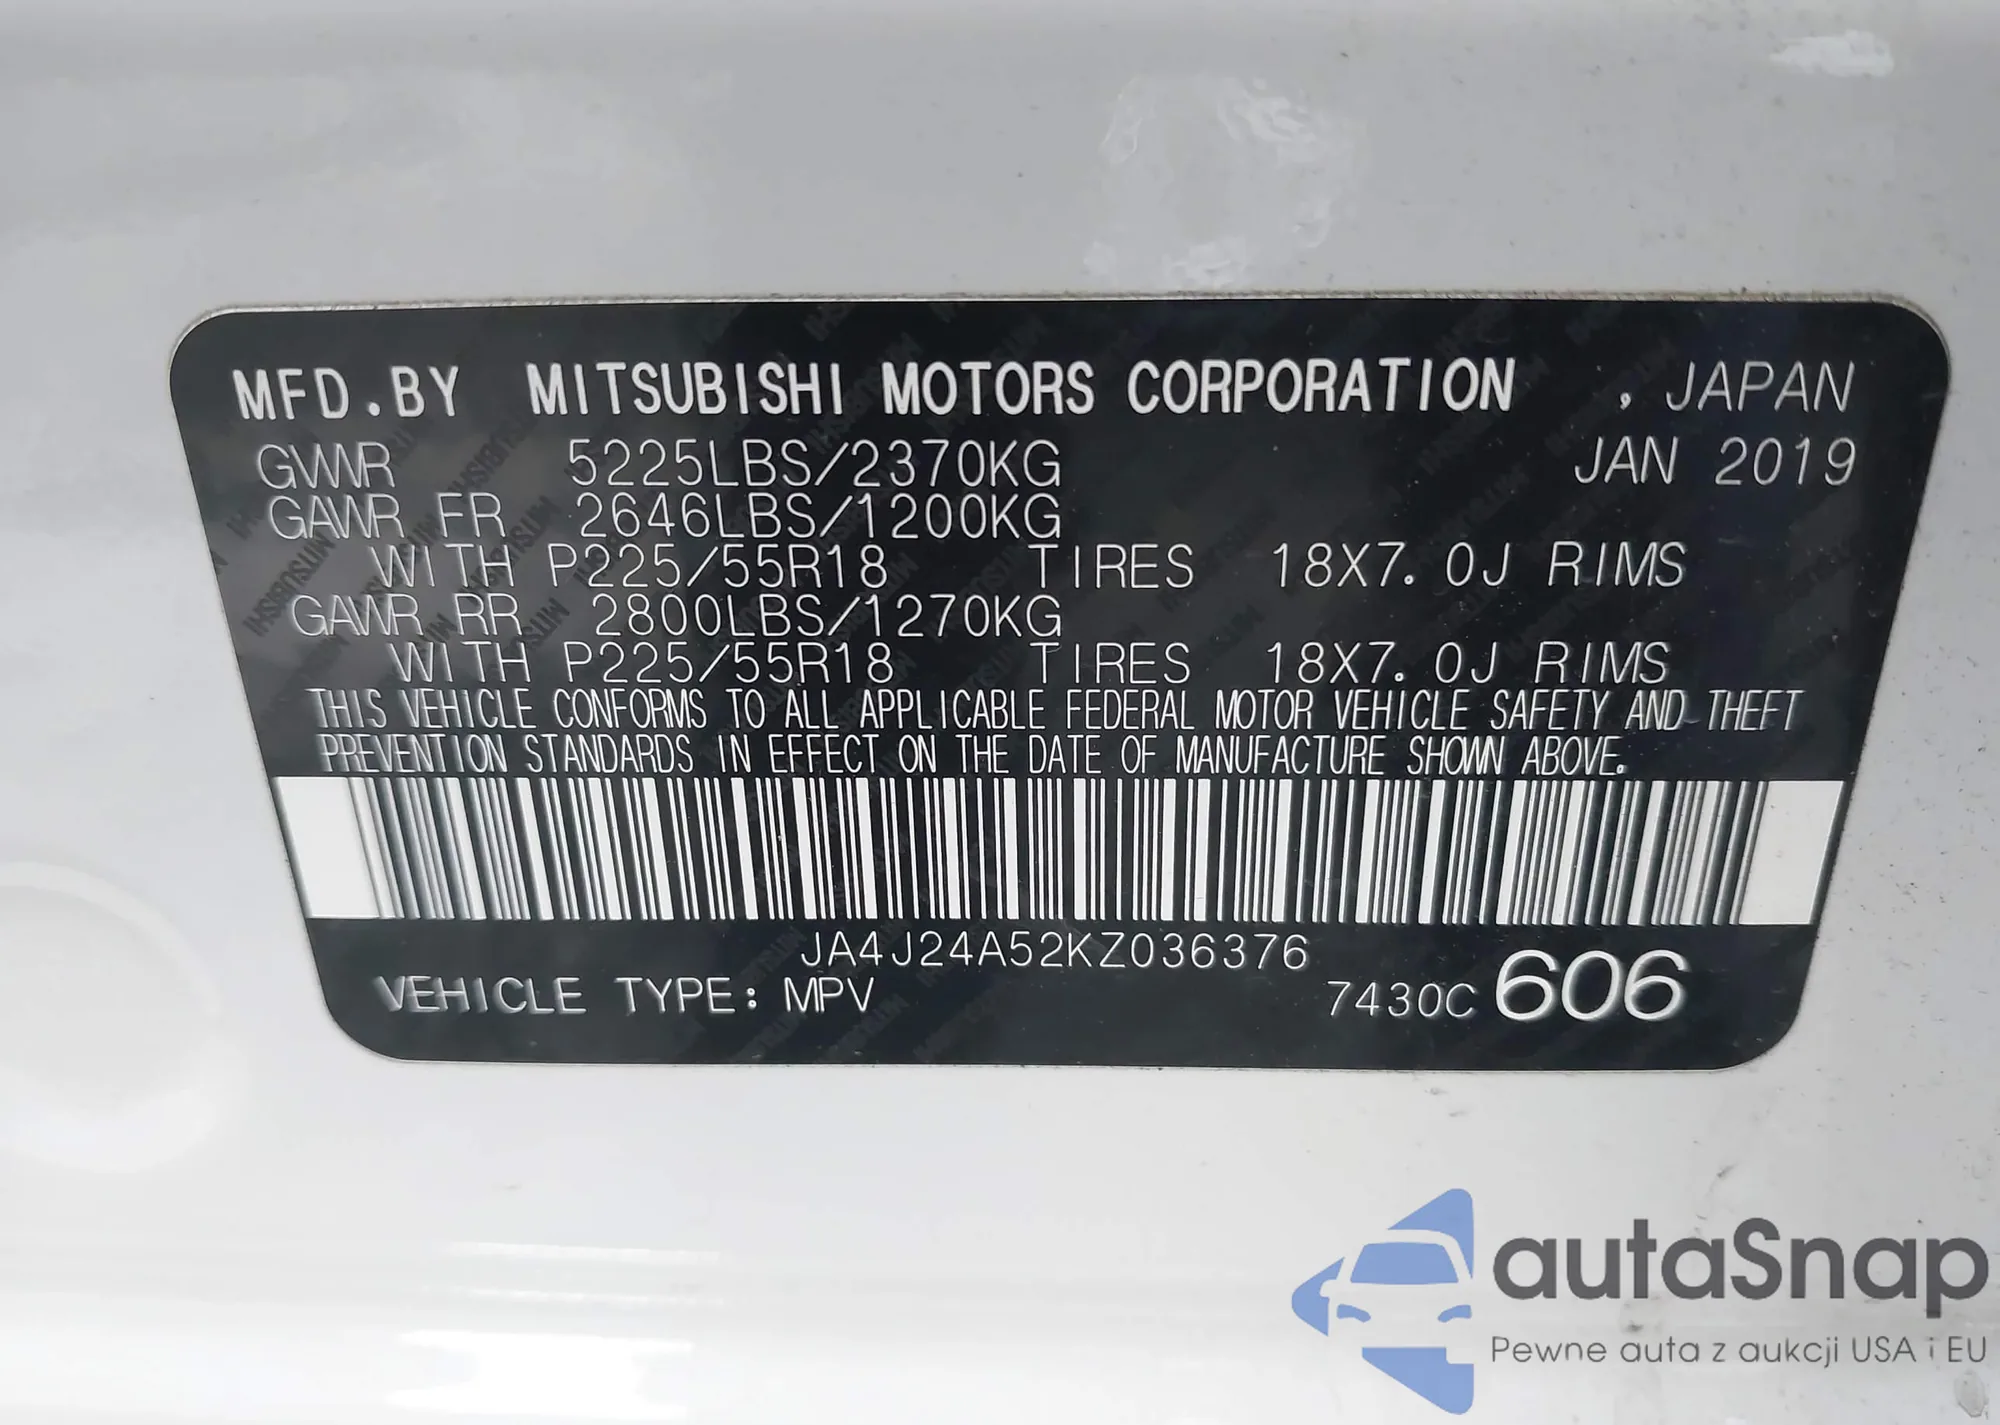 MFD.BY MITSUBISHI MOTORS CORPORATION , JAPAN
GVWR 5225LBS/2370KG JAN 2019
GAWR FR 2646LBS/1200KG
WITH P225/55R18 TIRES 18X7.0J RIMS
GAWR RR 2800LBS/1270KG
WITH P225/55R18 TIRES 18X7.0J RIMS
THIS VEHICLE CONFORMS TO ALL APPLICABLE FEDERAL MOTOR VEHICLE SAFETY AND THEFT
PREVENTION STANDARDS IN EFFECT ON THE DATE OF MANUFACTURE SHOWN ABOVE.
JA4J24A52KZ036376
VEHICLE TYPE: MPV 7430C 606
autaSnap
Pewne auta z aukcji USA i EU